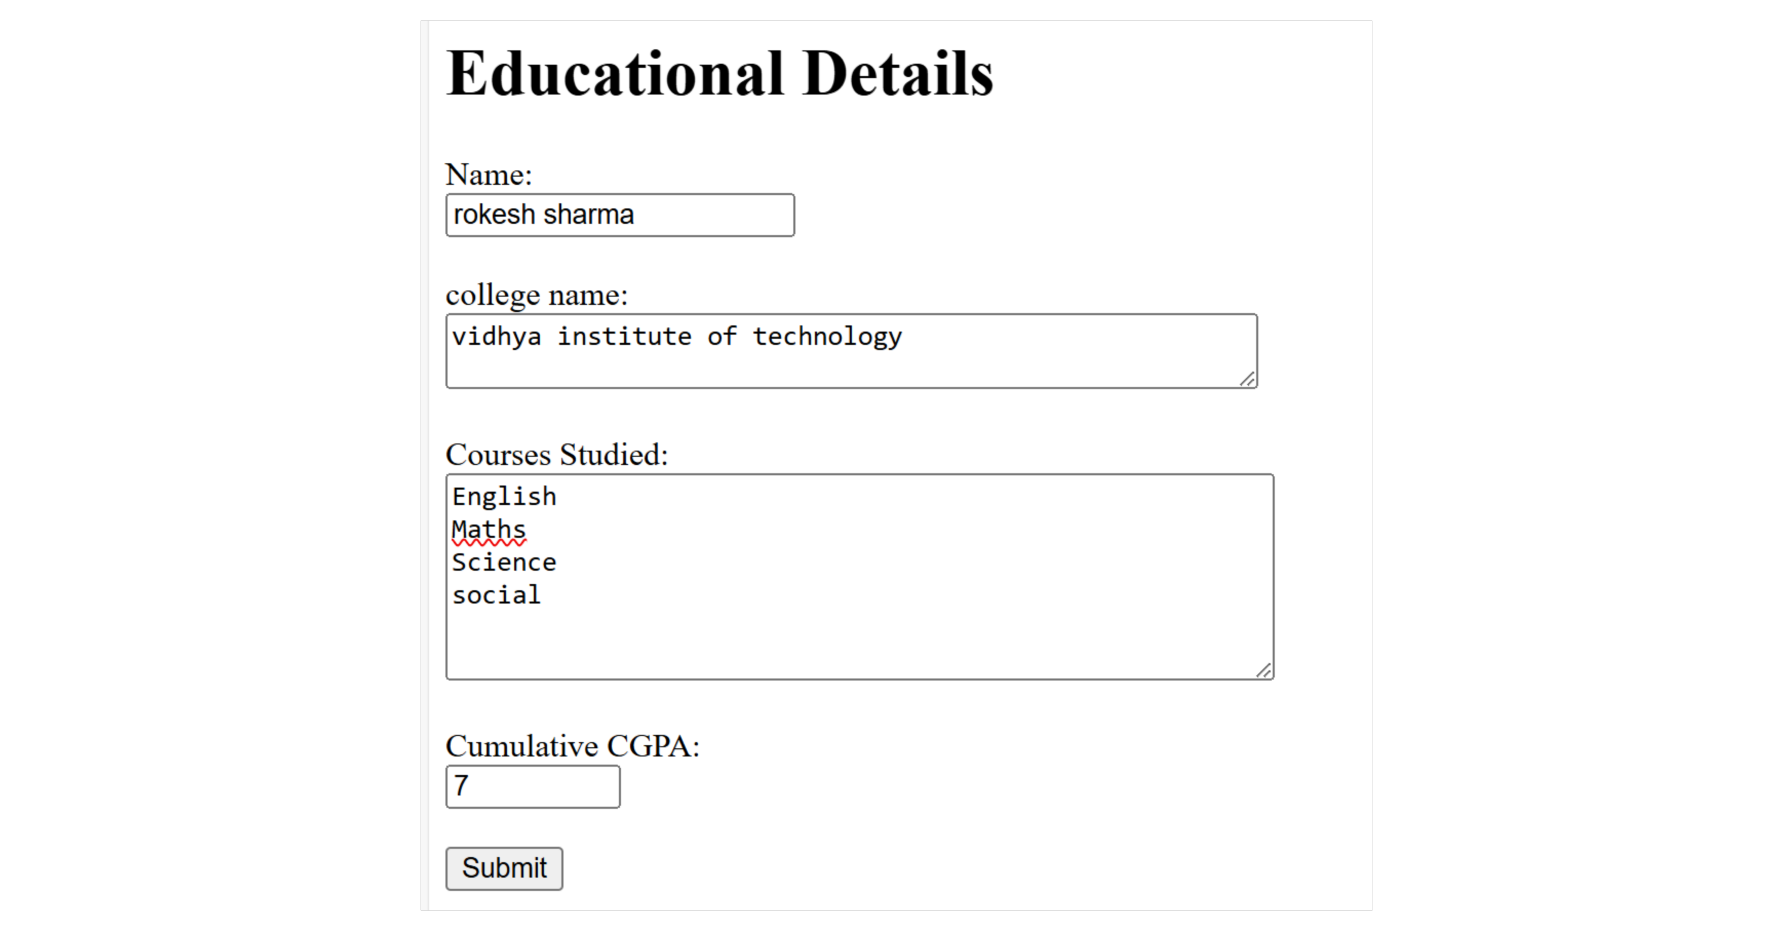 Educational Details
Name:
rokesh sharma
college name:
vidhya institute of technology
Courses Studied:
English
Maths
Science
social
Cumulative CGPA:
7
Submit